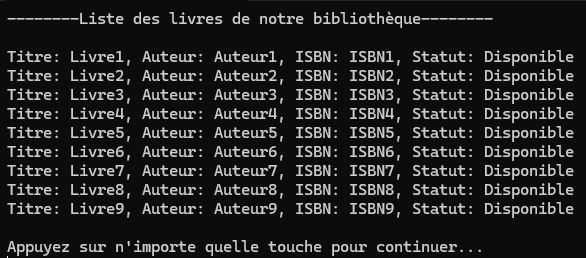 --------Liste des livres de notre bibliothèque--------
Titre: Livre1, Auteur: Auteur1, ISBN: ISBN1, Statut: Disponible
Titre: Livre2, Auteur: Auteur2, ISBN: ISBN2, Statut: Disponible
Titre: Livre3, Auteur: Auteur3, ISBN: ISBN3, Statut: Disponible
Titre: Livre4, Auteur: Auteur4, ISBN: ISBN4, Statut: Disponible
Titre: Livre5, Auteur: Auteur5, ISBN: ISBN5, Statut: Disponible
Titre: Livre6, Auteur: Auteur6, ISBN: ISBN6, Statut: Disponible
Titre: Livre7, Auteur: Auteur7, ISBN: ISBN7, Statut: Disponible
Titre: Livre8, Auteur: Auteur8, ISBN: ISBN8, Statut: Disponible
Titre: Livre9, Auteur: Auteur9, ISBN: ISBN9, Statut: Disponible
Appuyez sur n'importe quelle touche pour continuer...